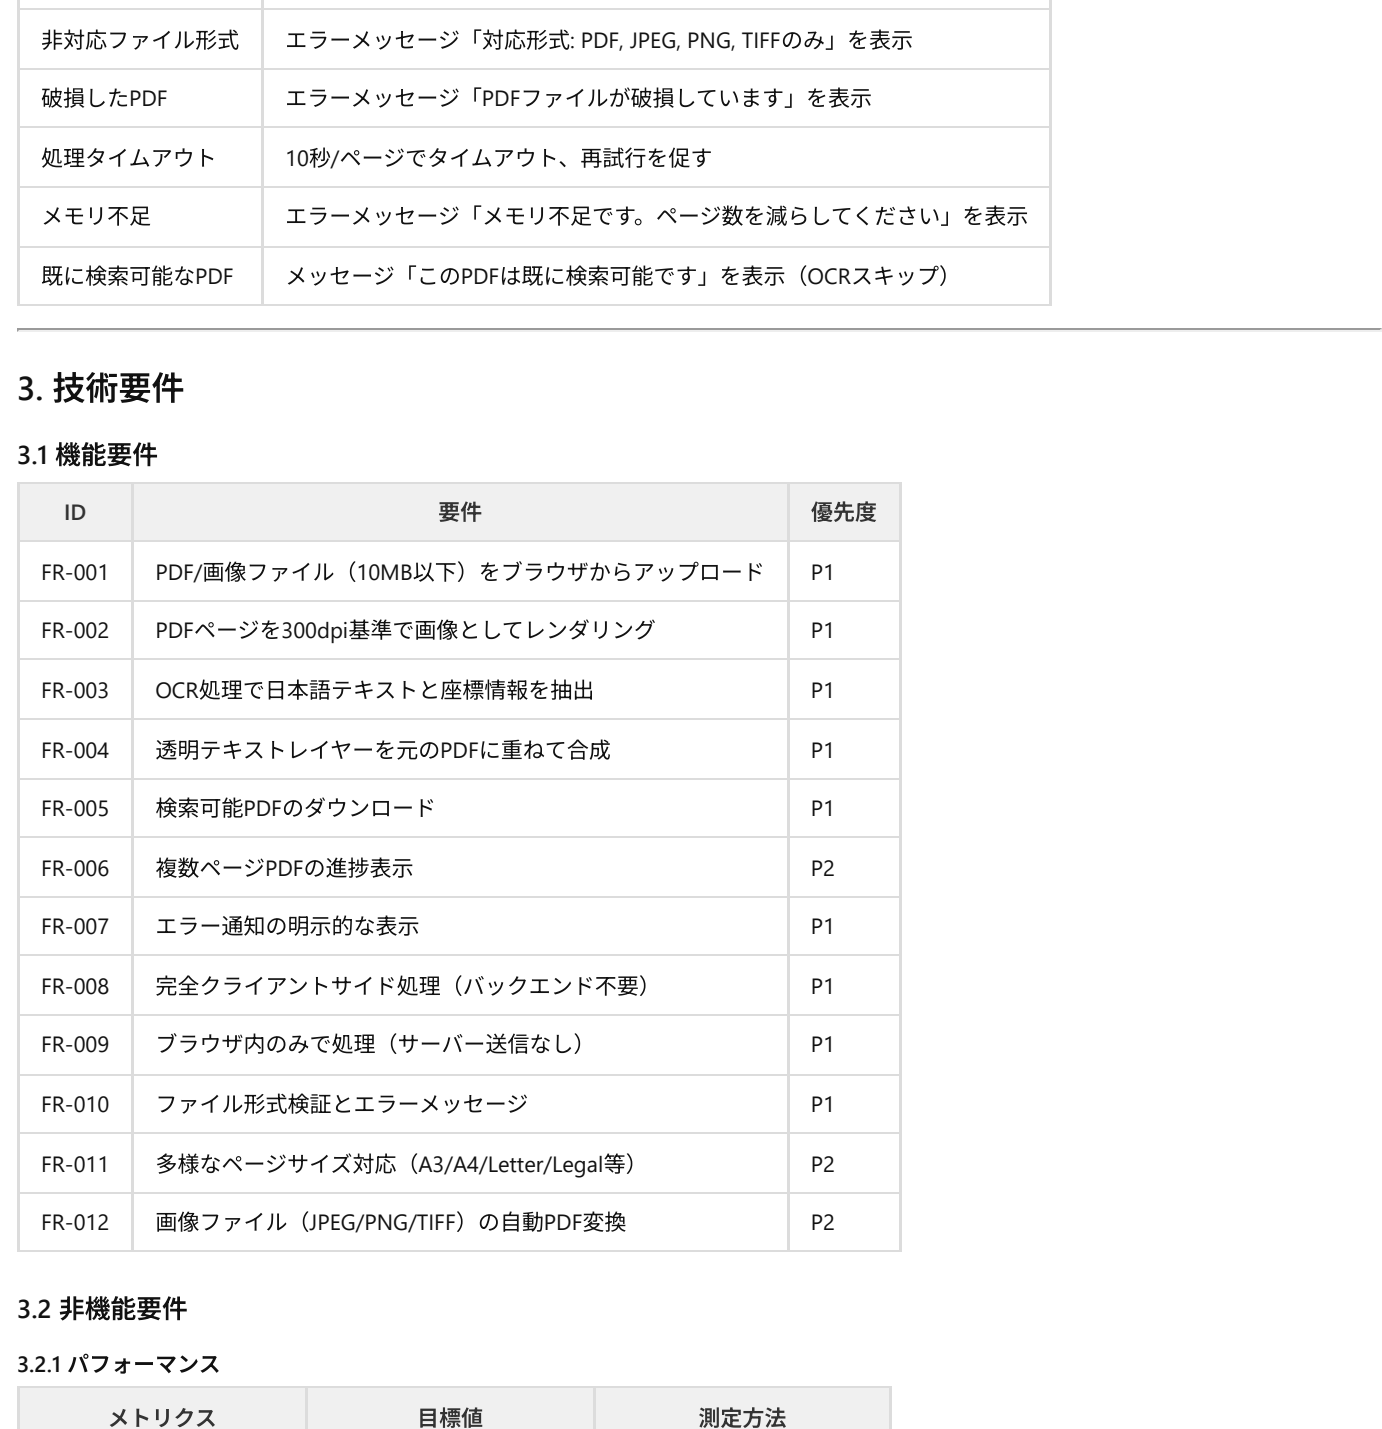 非対応ファイル形式 エラーメッセージ「対応形式: PDF, JPEG, PNG, TIFFのみ」を表示
破損したPDF エラーメッセージ「PDFファイルが破損しています」を表示
処理タイムアウト 10秒/ページでタイムアウト、再試行を促す
メモリ不足 エラーメッセージ「メモリ不足です。ページ数を減らしてください」を表示
既に検索可能なPDF メッセージ「このPDFは既に検索可能です」を表示（OCRスキップ）
3. 技術要件
3.1 機能要件
ID 要件 優先度
FR-001 PDF/画像ファイル（10MB以下）をブラウザからアップロード P1
FR-002 PDFページを300dpi基準で画像としてレンダリング P1
FR-003 OCR処理で日本語テキストと座標情報を抽出 P1
FR-004 透明テキストレイヤーを元のPDFに重ねて合成 P1
FR-005 検索可能PDFのダウンロード P1
FR-006 複数ページPDFの進捗表示 P2
FR-007 エラー通知の明示的な表示 P1
FR-008 完全クライアントサイド処理（バックエンド不要） P1
FR-009 ブラウザ内のみで処理（サーバー送信なし） P1
FR-010 ファイル形式検証とエラーメッセージ P1
FR-011 多様なページサイズ対応（A3/A4/Letter/Legal等） P2
FR-012 画像ファイル（JPEG/PNG/TIFF）の自動PDF変換 P2
3.2 非機能要件
3.2.1 パフォーマンス
メトリクス 目標値 測定方法